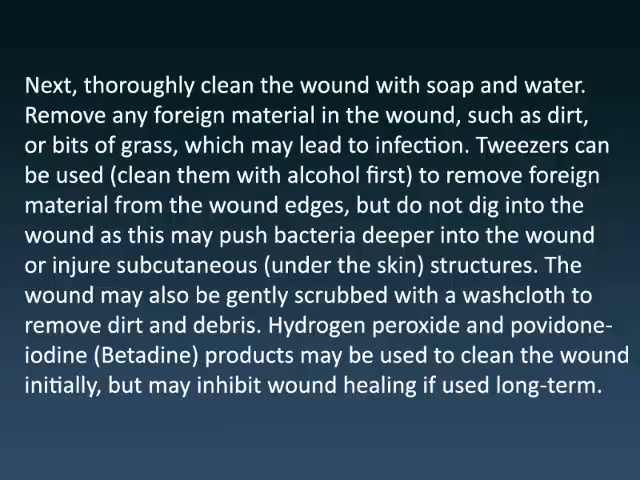 Next, thoroughly clean the wound with soap and water.
Remove any foreign material in the wound, such as dirt,
or bits of grass, which may lead to infection. Tweezers can
be used (clean them with alcohol first) to remove foreign
material from the wound edges, but do not dig into the
wound as this may push bacteria deeper into the wound
or injure subcutaneous (under the skin) structures. The
wound may also be gently scrubbed with a washcloth to
remove dirt and debris. Hydrogen peroxide and povidone-
iodine (Betadine) products may be used to clean the wound
initially, but may inhibit wound healing if used long-term.